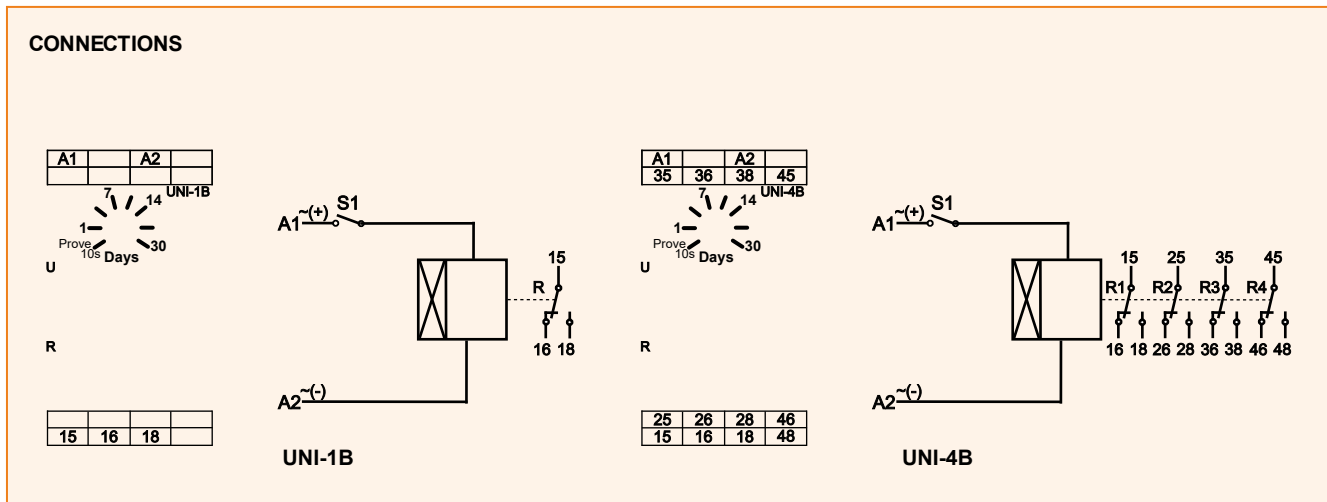 CONNECTIONS
A1 A2
7 14 UNI-1B
1
Prove
10s Days 30
U
R
15 16 18
A1 ~(+) S1
15
R
16 18
A2 ~(-)
UNI-1B
A1 A2
35 36 38 45
7 14 UNI-4B
1
Prove
10s Days 30
U
R
25 26 28 46
15 16 18 48
A1 ~(+) S1
15 25 35 45
R1 R2 R3 R4
16 18 26 28 36 38 46 48
A2 ~(-)
UNI-4B